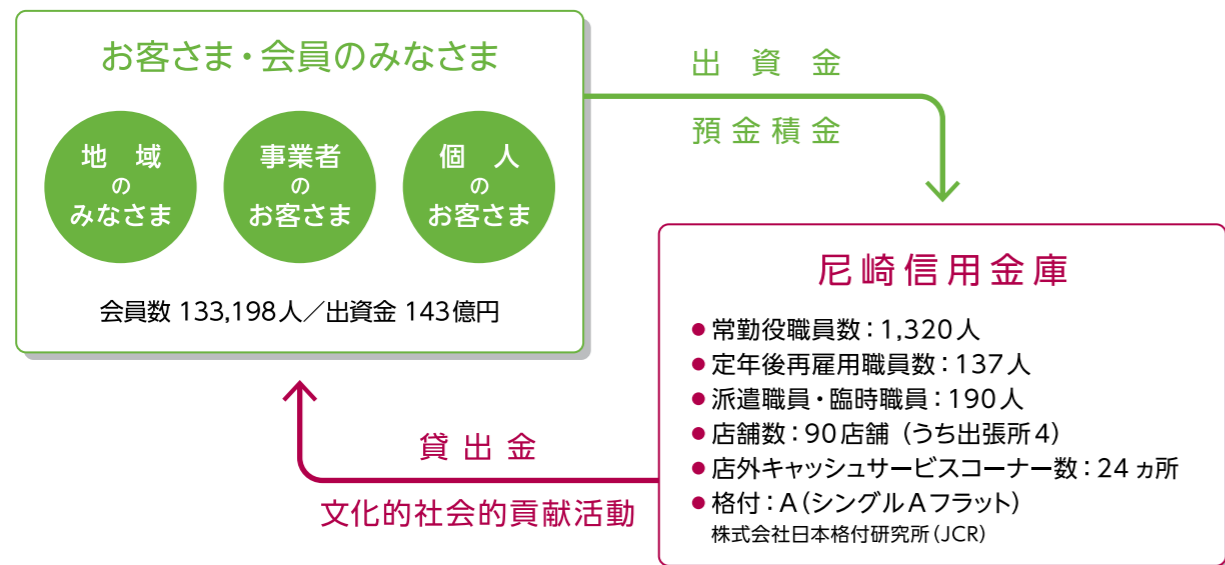 お客さま・会員のみなさま
地 域
の
みなさま
事業者
の
お客さま
個 人
の
お客さま
会員数 133,198人／出資金 143億円
出 資 金
預金積金
尼崎信用金庫
● 常勤役職員数：1,320人
● 定年後再雇用職員数：137人
● 派遣職員・臨時職員：190人
● 店舗数：90店舗（うち出張所4）
● 店外キャッシュサービスコーナー数：24ヵ所
● 格付：A（シングルAフラット）
株式会社日本格付研究所（JCR）
貸出金
文化的社会的貢献活動